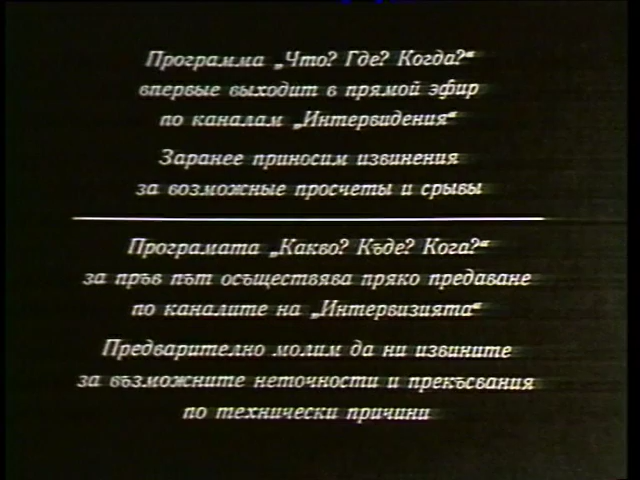 Программа „Что? Где? Когда?“
впервые выходит в прямой эфир
по каналам „Интервидения“
Заранее приносим извинения
за возможные просчеты и срывы
Програмата „Какво? Къде? Кога?“
за пръв път осъществява пряко предаване
по каналите на „Интервизията“
Предварително молим да ни извините
за възможните неточности и прекъсвания
по технически причини